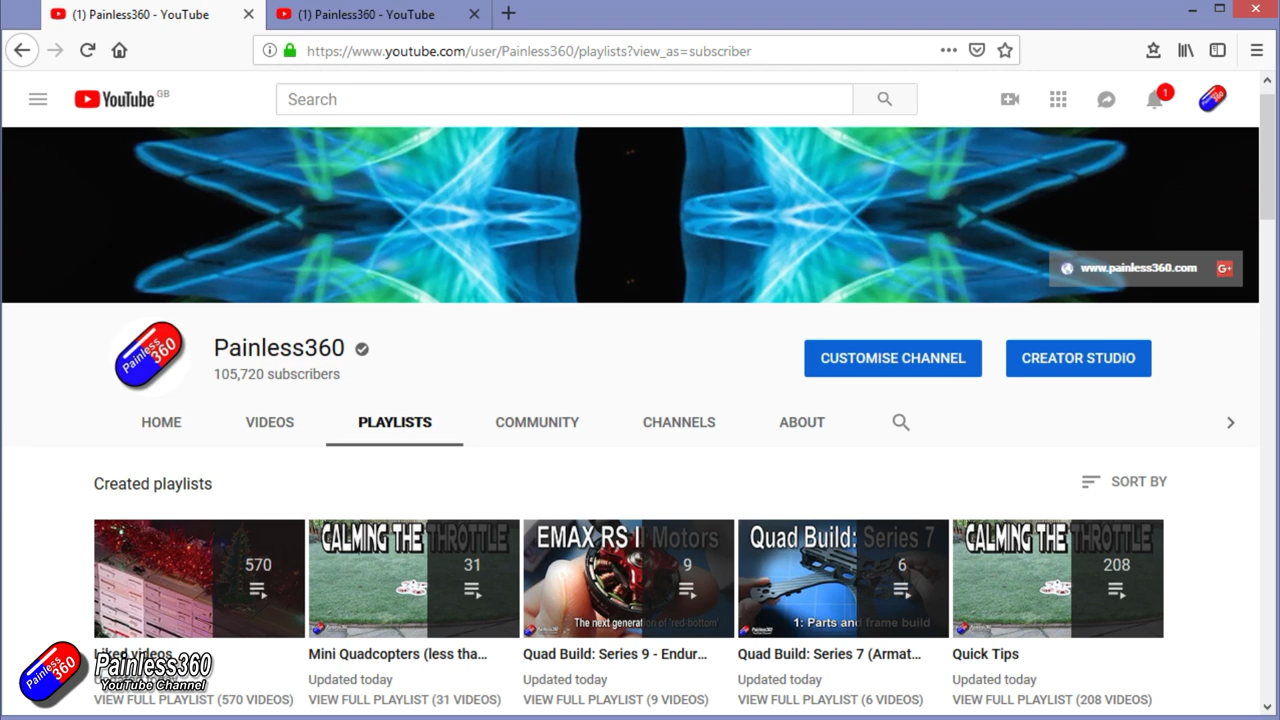 (1) Painless360 - YouTube
(1) Painless360 - YouTube
https://www.youtube.com/user/Painless360/playlists?view_as=subscriber
YouTube GB
Search
1
www.painless360.com
G+
Painless 360
Painless360
105,720 subscribers
CUSTOMISE CHANNEL
CREATOR STUDIO
HOME
VIDEOS
PLAYLISTS
COMMUNITY
CHANNELS
ABOUT
Created playlists
SORT BY
570
CALMING THE THROTTLE
31
EMAX RS II Motors
9
The next generation of 'red-bottom'
Quad Build: Series 7
6
1: Parts and frame build
CALMING THE THROTTLE
208
Liked videos
Mini Quadcopters (less tha...
Quad Build: Series 9 - Endur...
Quad Build: Series 7 (Armat...
Quick Tips
Updated today
Updated today
Updated today
Updated today
VIEW FULL PLAYLIST (570 VIDEOS)
VIEW FULL PLAYLIST (31 VIDEOS)
VIEW FULL PLAYLIST (9 VIDEOS)
VIEW FULL PLAYLIST (6 VIDEOS)
VIEW FULL PLAYLIST (208 VIDEOS)
Painless 360
Painless360
YouTube Channel